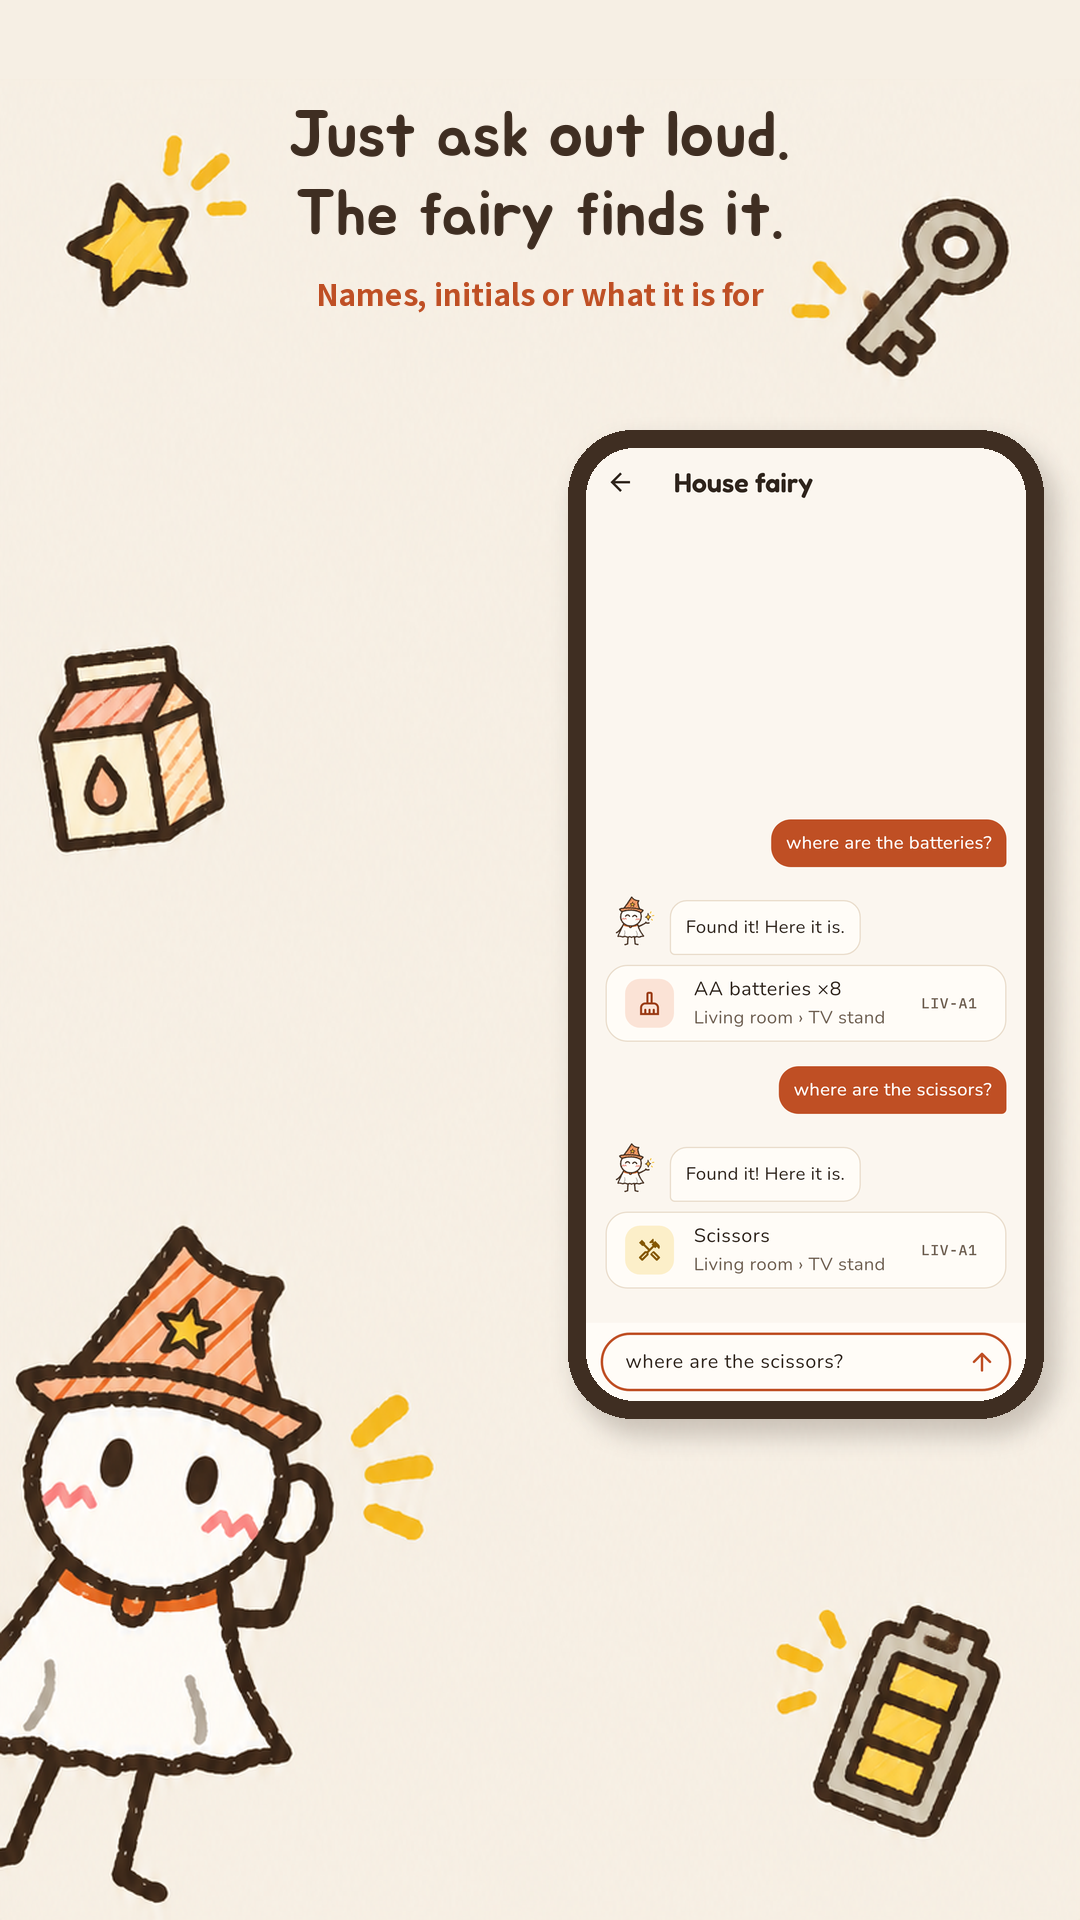 Just ask out loud.
The fairy finds it.
Names, initials or what it is for
House fairy
where are the batteries?
Found it! Here it is.
AA batteries ×8
Living room › TV stand
LIV-A1
where are the scissors?
Found it! Here it is.
Scissors
Living room › TV stand
LIV-A1
where are the scissors?